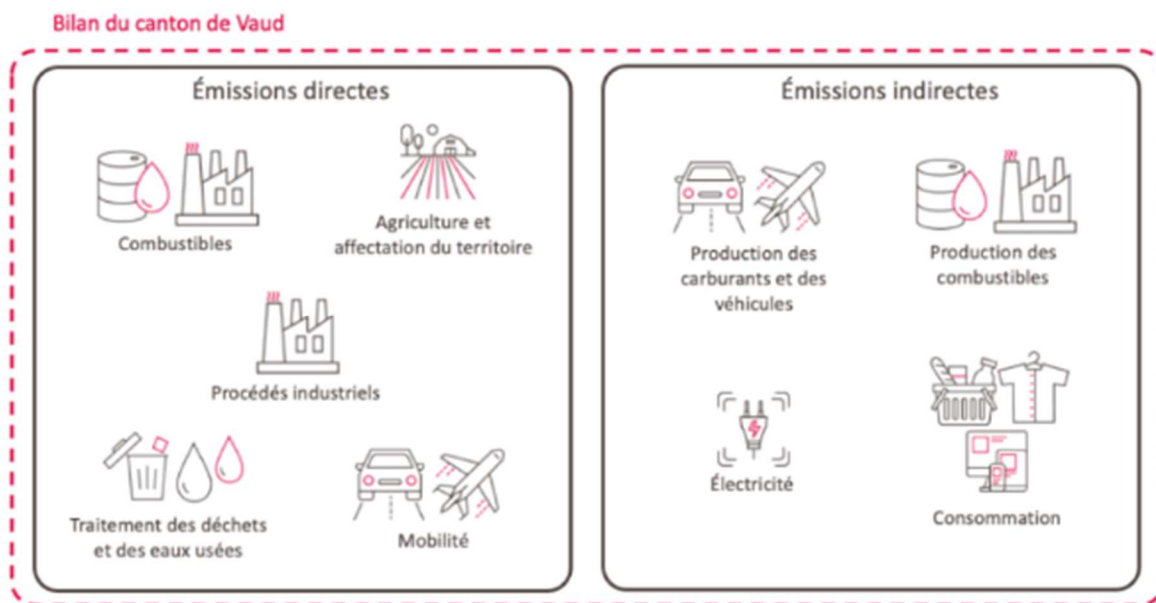 Bilan du canton de Vaud
Émissions directes
Combustibles
Agriculture et
affectation du territoire
Procédés industriels
Traitement des déchets
et des eaux usées
Mobilité
Émissions indirectes
Production des
carburants et des
véhicules
Production des
combustibles
Électricité
Consommation